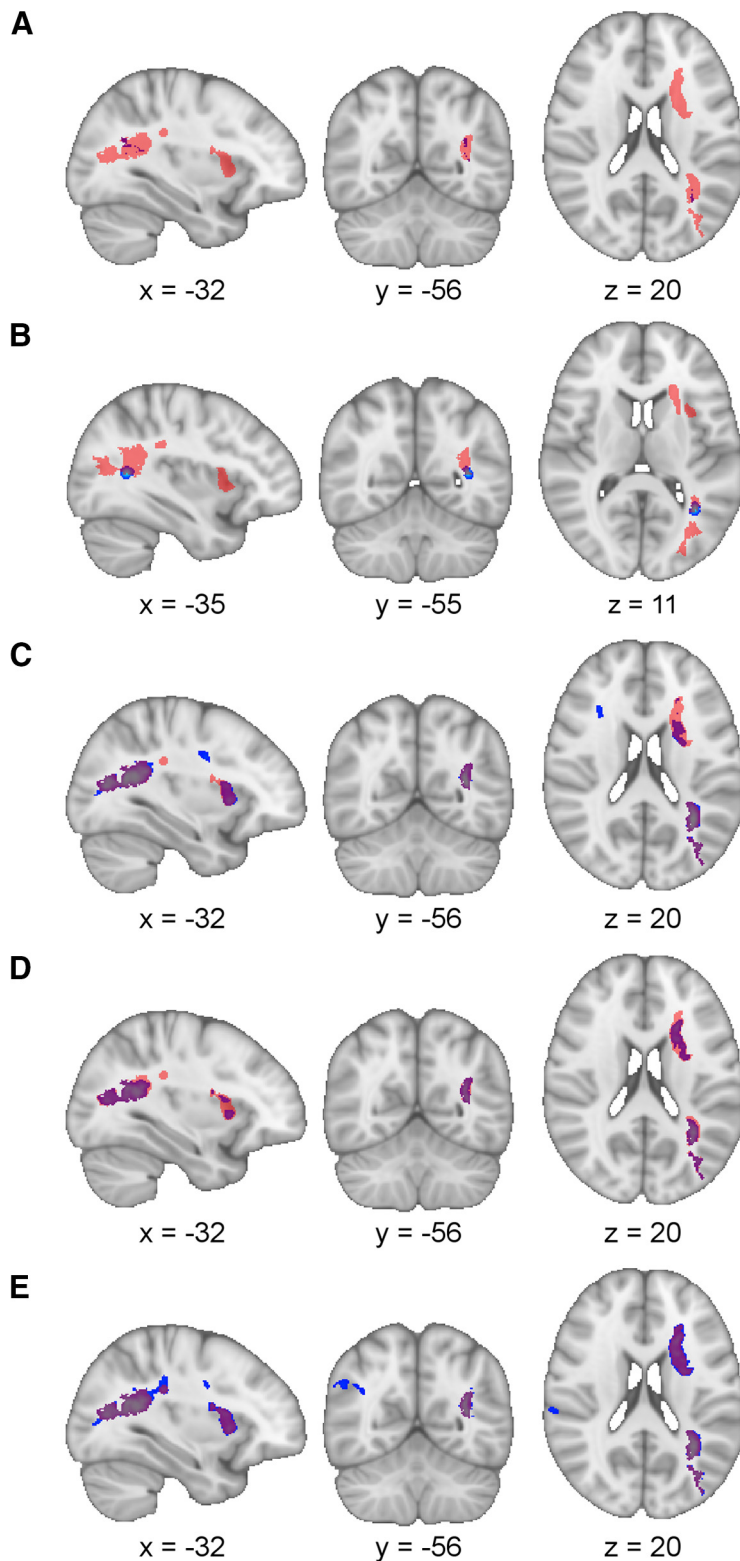 A
x = -32 y = -56 z = 20
B
x = -35 y = -55 z = 11
C
x = -32 y = -56 z = 20
D
x = -32 y = -56 z = 20
E
x = -32 y = -56 z = 20